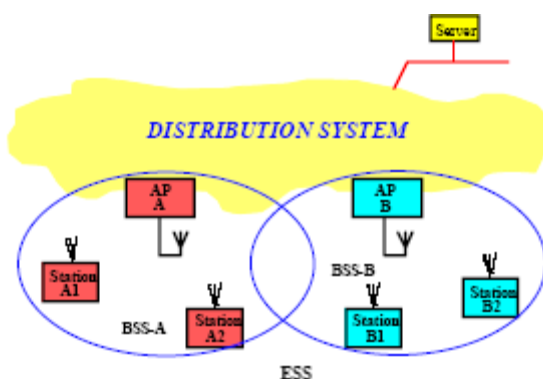 Server
DISTRIBUTION SYSTEM
AP
A
AP
B
Station
A1
BSS-B
Station
B2
BSS-A
Station
A2
Station
B1
ESS